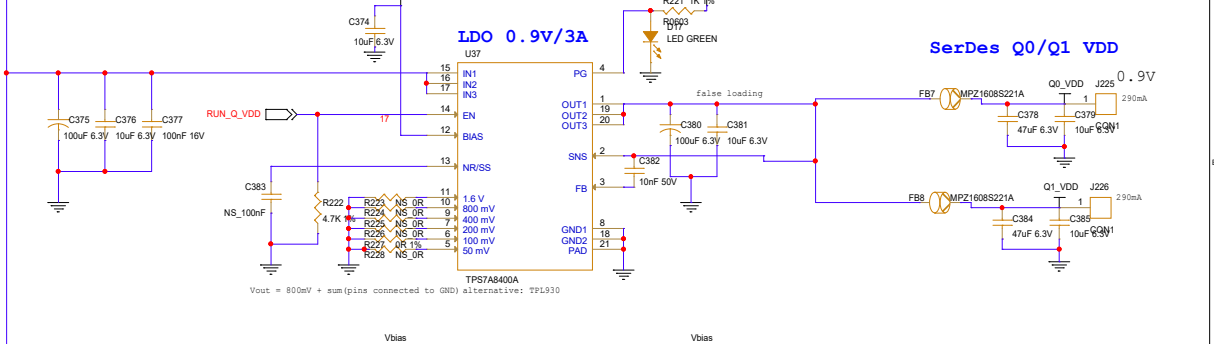 R221 1K 1%
R0603
C374
10uF 6.3V
D17
LED GREEN
LDO 0.9V/3A
U37
SerDes Q0/Q1 VDD
15 IN1 PG 4
16 IN2
17 IN3
0.9V
Q0_VDD J225
FB7 MPZ1608S221A 1 290mA
false loading
C375 C376 C377
100uF 6.3V 10uF 6.3V 100nF 16V
RUN_Q_VDD
17
14 EN
OUT1 1
OUT2 19
OUT3 20
C378 C379
47uF 6.3V 10uF 6.3V
CON1
C380 C381
100uF 6.3V 10uF 6.3V
12 BIAS
SNS 2
13 NR/SS
C382
10nF 50V
FB 3
C383
NS_100nF
R222
4.7K 1%
11 1.6 V
10 800 mV
9 400 mV
7 200 mV
6 100 mV
5 50 mV
R223 NS_0R
R224 NS_0R
R225 NS_0R
R226 NS_0R
R227 0R 1%
R228 NS_0R
GND1 8
GND2 18
PAD 21
Q1_VDD J226
FB8 MPZ1608S221A 1 290mA
C384 C385
47uF 6.3V 10uF 6.3V
CON1
TPS7A8400A
Vout = 800mV + sum(pins connected to GND) alternative: TPL930
Vbias Vbias